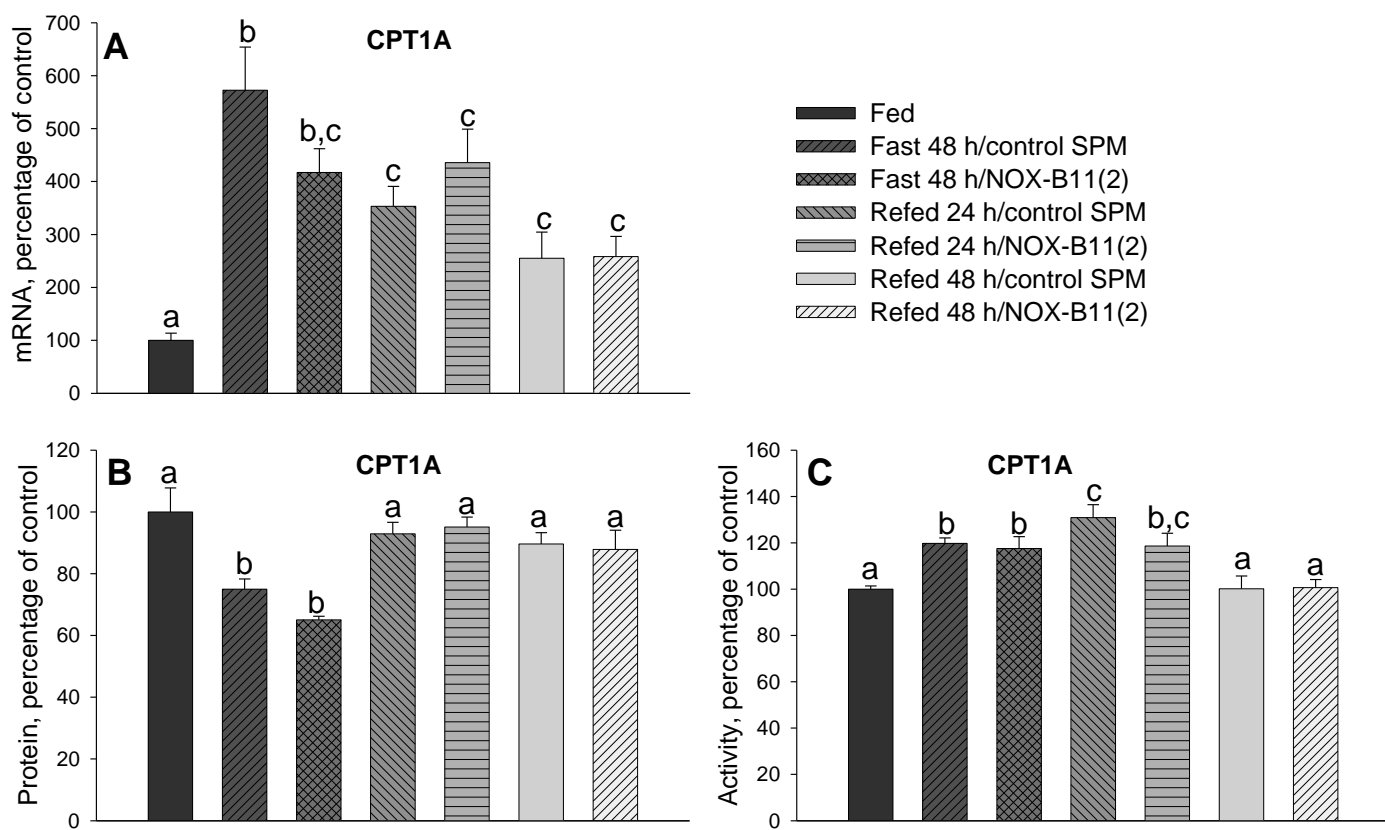 A
CPT1A
mRNA, percentage of control
700
600
500
400
300
200
100
0
a
b
b,c
c
c
c
c
Fed
Fast 48 h/control SPM
Fast 48 h/NOX-B11(2)
Refed 24 h/control SPM
Refed 24 h/NOX-B11(2)
Refed 48 h/control SPM
Refed 48 h/NOX-B11(2)
B
CPT1A
Protein, percentage of control
120
100
80
60
40
20
0
a
b
b
a
a
a
a
C
CPT1A
Activity, percentage of control
160
140
120
100
80
60
40
20
0
a
b
b
c
b,c
a
a